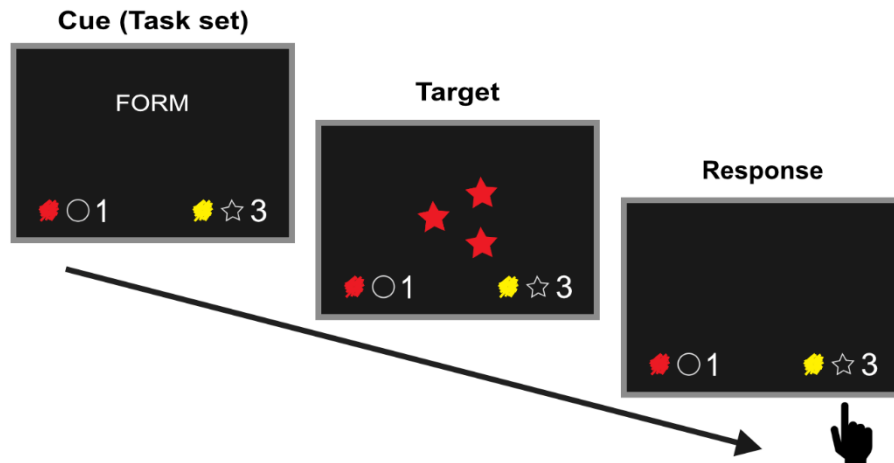 Cue (Task set)
FORM
1 3
Target
1 3
Response
1 3